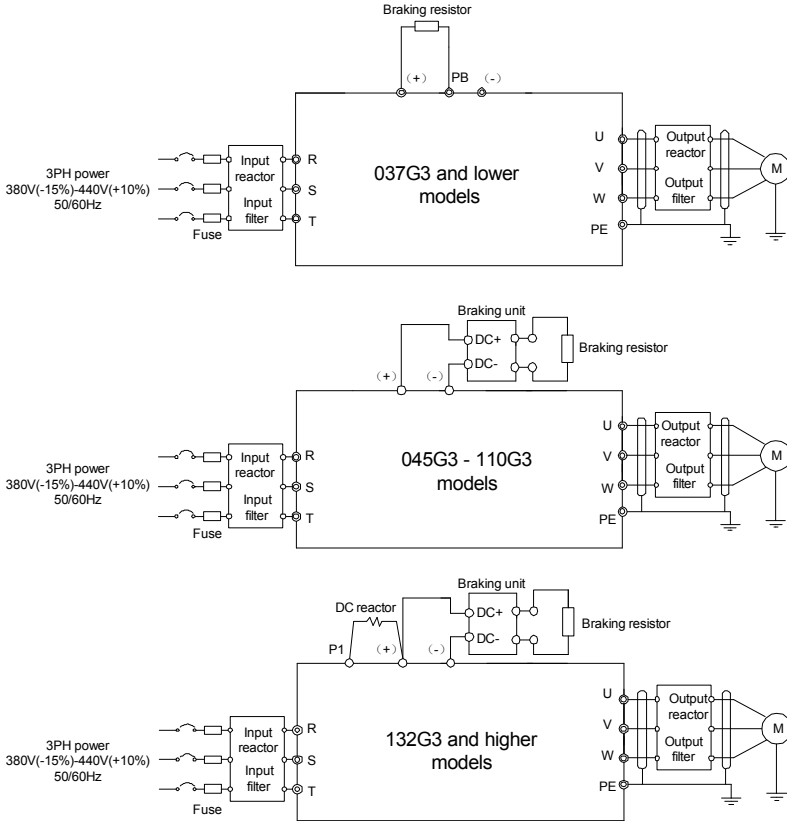 Braking resistor
(+)
PB
(-)
3PH power
380V(-15%)-440V(+10%)
50/60Hz
Fuse
Input
reactor
Input
filter
R
S
T
037G3 and lower
models
U
V
W
PE
Output
reactor
Output
filter
M
Braking unit
DC+
DC-
Braking resistor
(+)
(-)
3PH power
380V(-15%)-440V(+10%)
50/60Hz
Fuse
Input
reactor
Input
filter
R
S
T
045G3 - 110G3
models
U
V
W
PE
Output
reactor
Output
filter
M
Braking unit
DC reactor
DC+
DC-
Braking resistor
P1
(+)
(-)
3PH power
380V(-15%)-440V(+10%)
50/60Hz
Fuse
Input
reactor
Input
filter
R
S
T
132G3 and higher
models
U
V
W
PE
Output
reactor
Output
filter
M